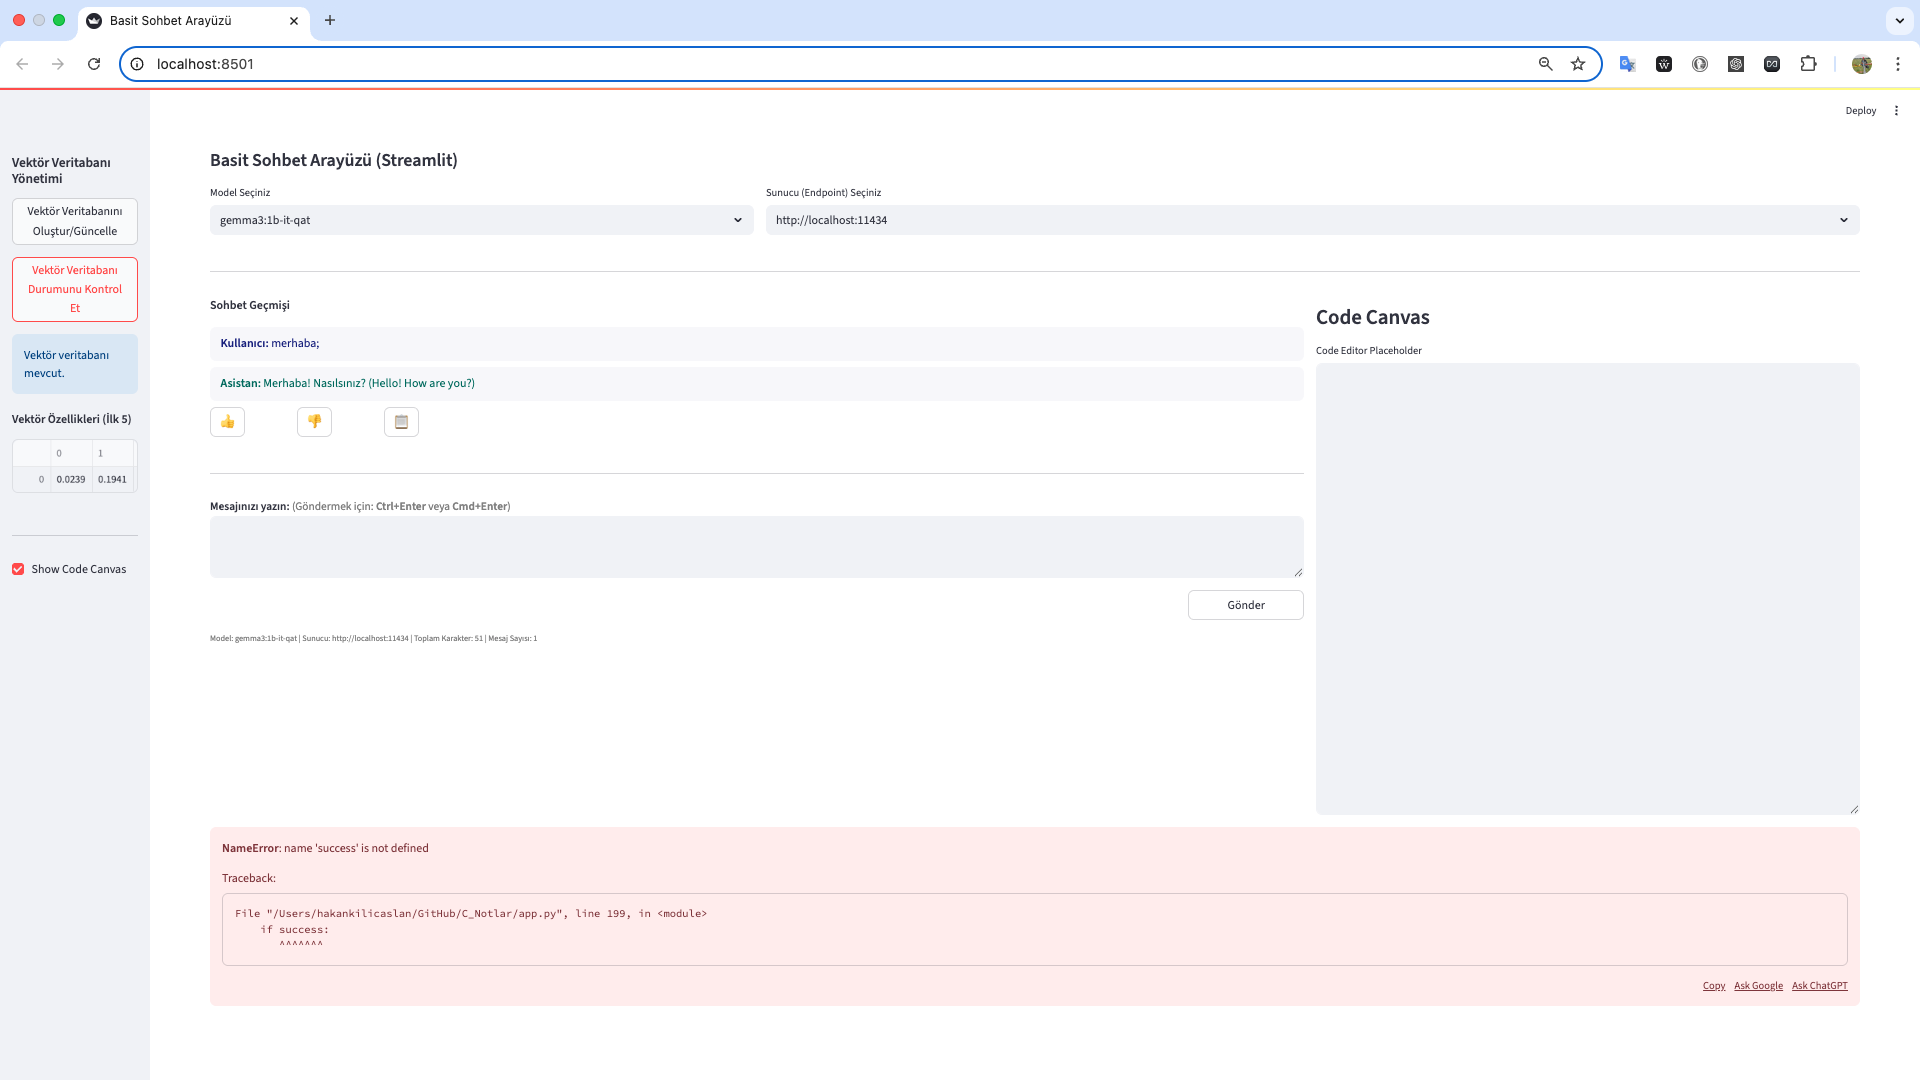 Basit Sohbet Arayüzü
localhost:8501
Deploy
Vektör Veritabanı
Yönetimi
Vektör Veritabanını
Oluştur/Güncelle
Vektör Veritabanı
Durumunu Kontrol
Et
Vektör veritabanı
mevcut.
Vektör Özellikleri (İlk 5)
0 1
0 0.0239 0.1941
Show Code Canvas
Basit Sohbet Arayüzü (Streamlit)
Model Seçiniz
gemma3:1b-it-qat
Sunucu (Endpoint) Seçiniz
http://localhost:11434
Sohbet Geçmişi
Kullanıcı: merhaba;
Asistan: Merhaba! Nasılsınız? (Hello! How are you?)
Mesajınızı yazın: (Göndermek için: Ctrl+Enter veya Cmd+Enter)
Gönder
Model: gemma3:1b-it-qat | Sunucu: http://localhost:11434 | Toplam Karakter: 51 | Mesaj Sayısı: 1
Code Canvas
Code Editor Placeholder
NameError: name 'success' is not defined
Traceback:
File "/Users/hakankilicaslan/GitHub/C_Notlar/app.py", line 199, in <module>
    if success:
       ^^^^^^^
Copy Ask Google Ask ChatGPT